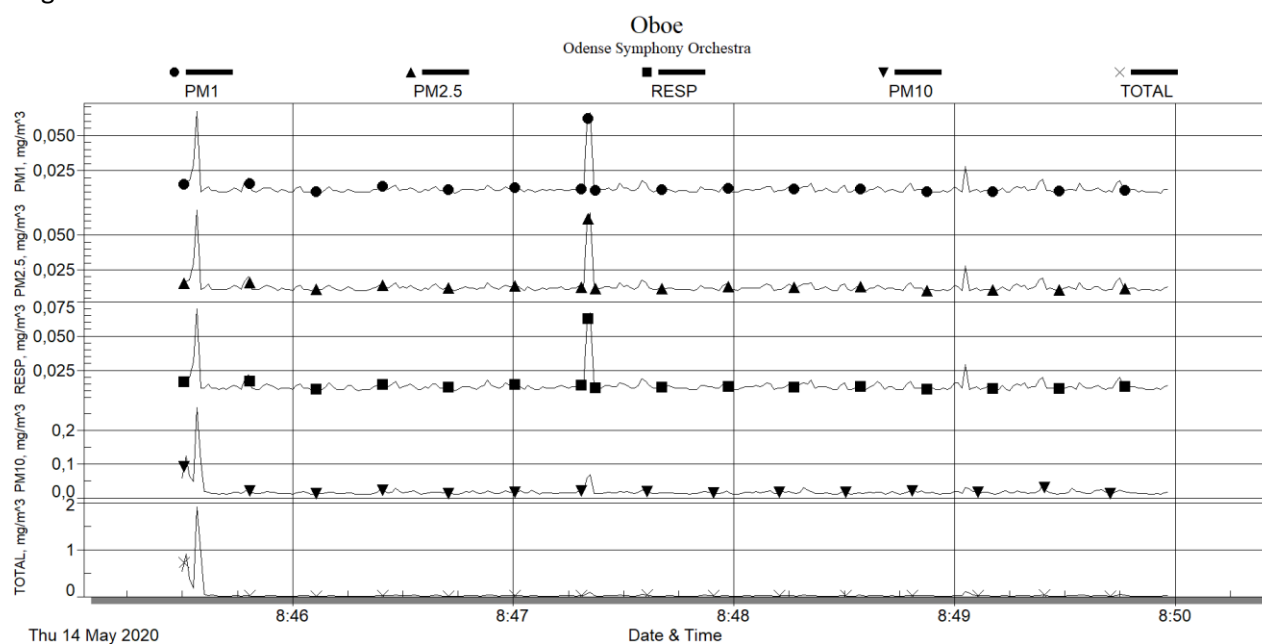 Oboe
Odense Symphony Orchestra
PM1 PM2.5 RESP PM10 TOTAL
PM1, mg/m^3
0,050
0,025
PM2.5, mg/m^3
0,050
0,025
RESP, mg/m^3
0,075
0,050
0,025
PM10, mg/m^3
0,2
0,1
0,0
TOTAL, mg/m^3
2
1
0
8:46 8:47 8:48 8:49 8:50
Thu 14 May 2020 Date & Time